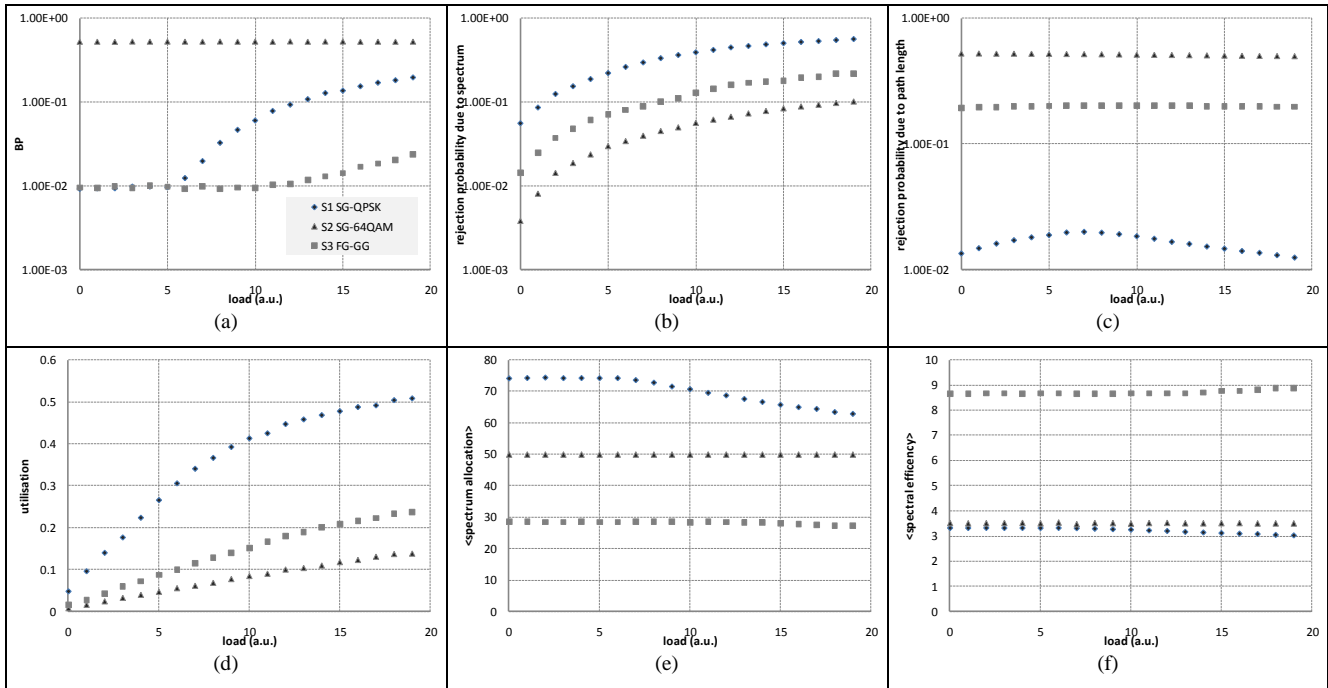 1.00E+00
1.00E-01
1.00E-02
1.00E-03
BP
S1 SG-QPSK
S2 SG-64QAM
S3 FG-GG
0 5 10 15 20
load (a.u.)
(a)
1.00E+00
1.00E-01
1.00E-02
1.00E-03
rejection probability due to spectrum
0 5 10 15 20
load (a.u.)
(b)
1.00E+00
1.00E-01
1.00E-02
rejection probability due to path length
0 5 10 15 20
load (a.u.)
(c)
0.6
0.5
0.4
0.3
0.2
0.1
0
utilisation
0 5 10 15 20
load (a.u.)
(d)
80
70
60
50
40
30
20
10
0
<spectrum allocation>
0 5 10 15 20
load (a.u.)
(e)
10
9
8
7
6
5
4
3
2
1
0
<spectral efficency>
0 5 10 15 20
load (a.u.)
(f)